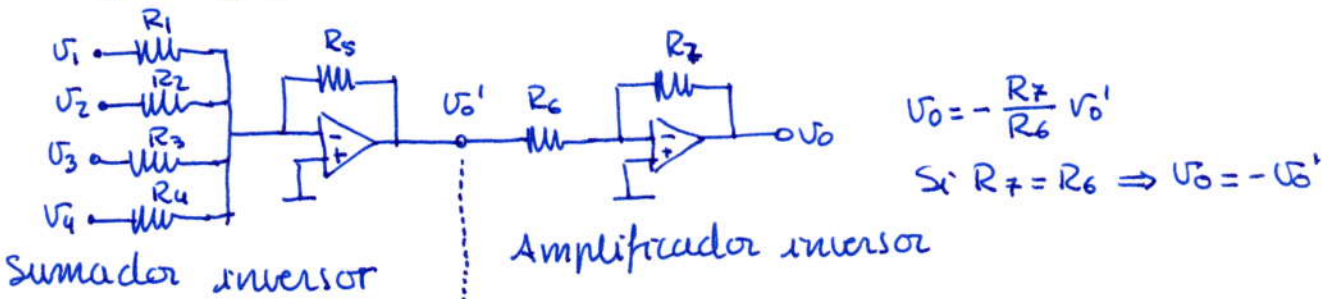 R1
v1
R2
v2
R3
v3
R4
v4
R5
-
+
v0'
R6
R7
-
+
v0
v0 = - R7/R6 v0'
Si R7 = R6 ⇒ v0 = -v0'
Sumador inversor
Amplificador inversor